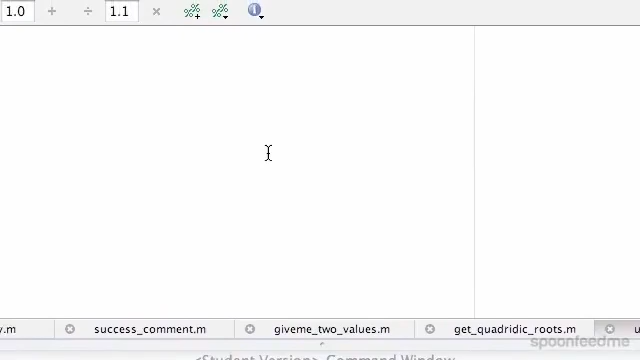 1.0 + ÷ 1.1 ×
.m success_comment.m giveme_two_values.m get_quadridic_roots.m u
spoonfeedme
<Student Version> Command Window